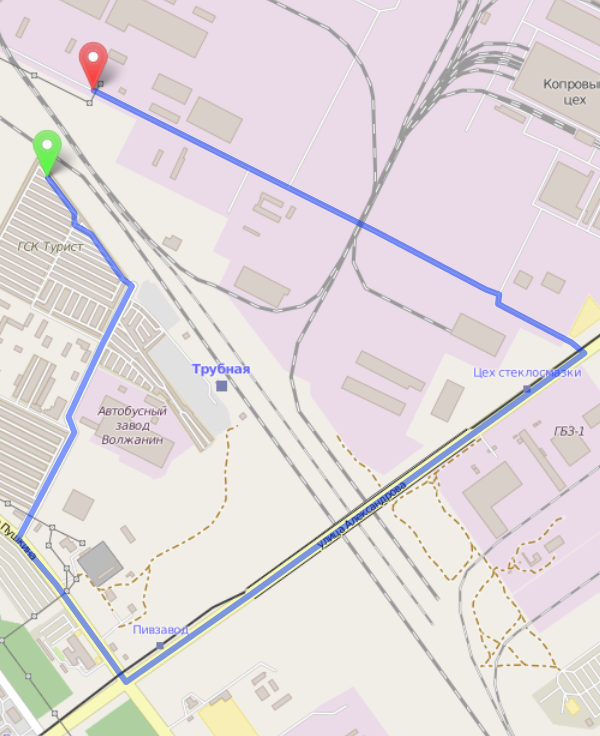 Копровый
цех
ГСК Турист
Трубная
Цех стеклосмазки
Автобусный
завод
Волжанин
ГБЗ-1
улица Александрова
Пушкина
Пивзавод